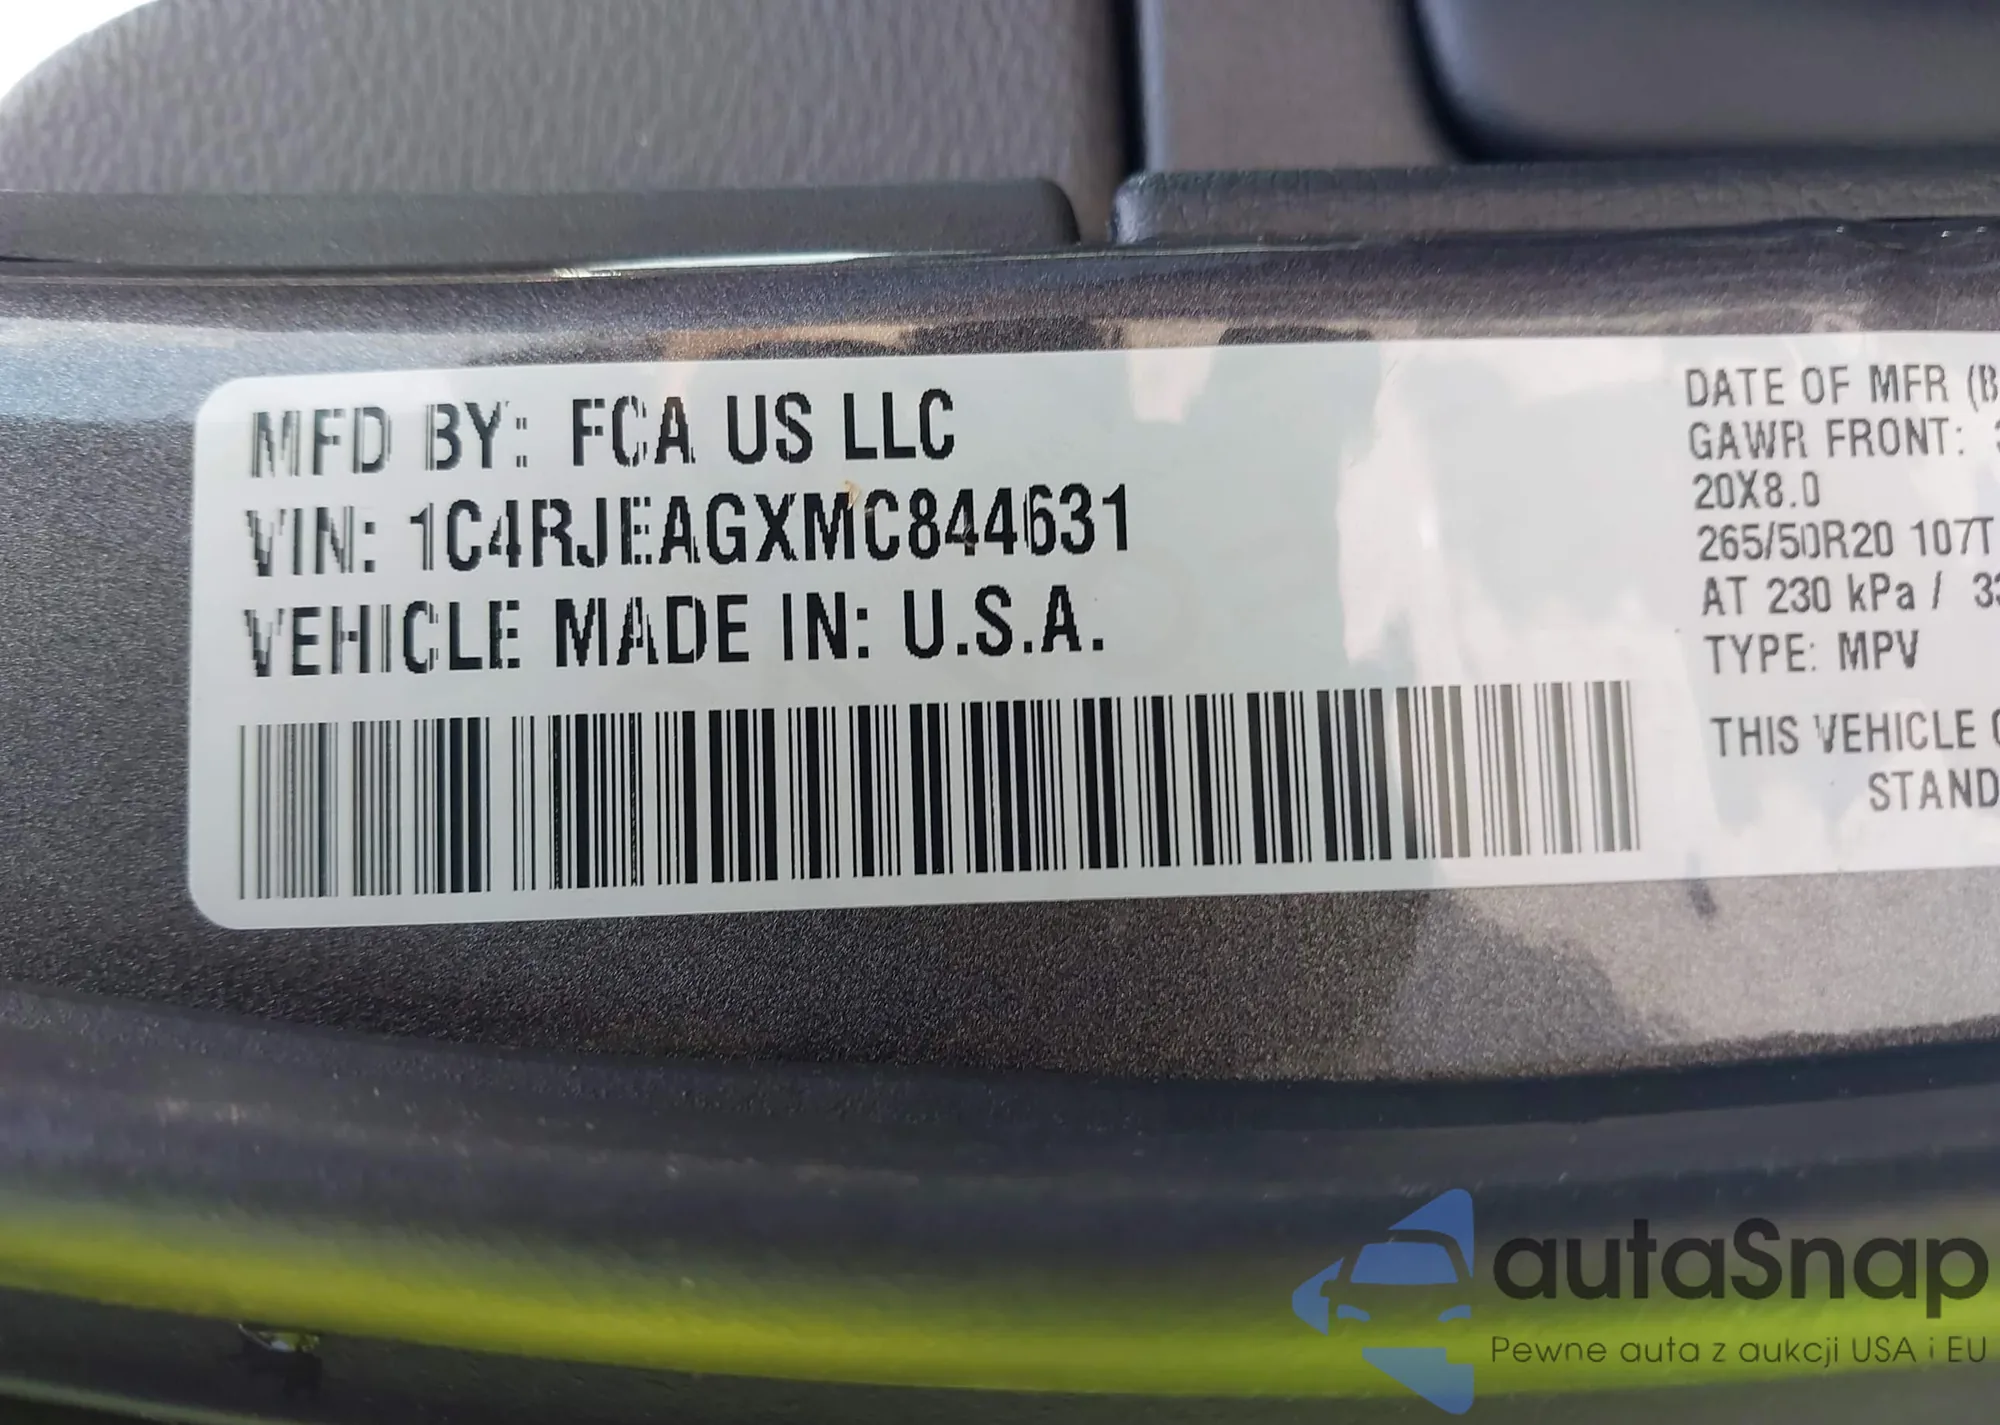 MFD BY: FCA US LLC
VIN: 1C4RJEAGXMC844631
VEHICLE MADE IN: U.S.A.
DATE OF MFR (B
GAWR FRONT:
20X8.0
265/50R20 107T
AT 230 kPa / 33
TYPE: MPV
THIS VEHICLE
STAND
autaSnap
Pewne auta z aukcji USA i EU